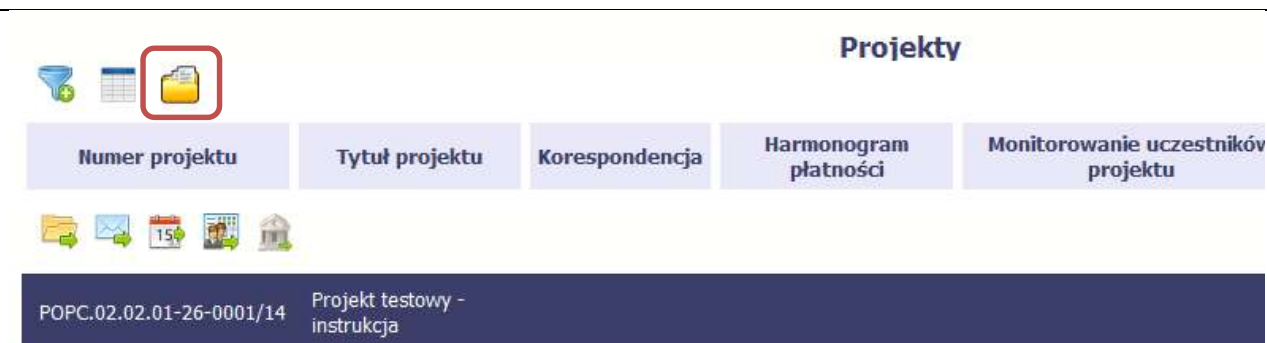 Projekty
Numer projektu
Tytuł projektu
Korespondencja
Harmonogram
płatności
Monitorowanie uczestników
projektu
15
POPC.02.02.01-26-0001/14
Projekt testowy -
instrukcja